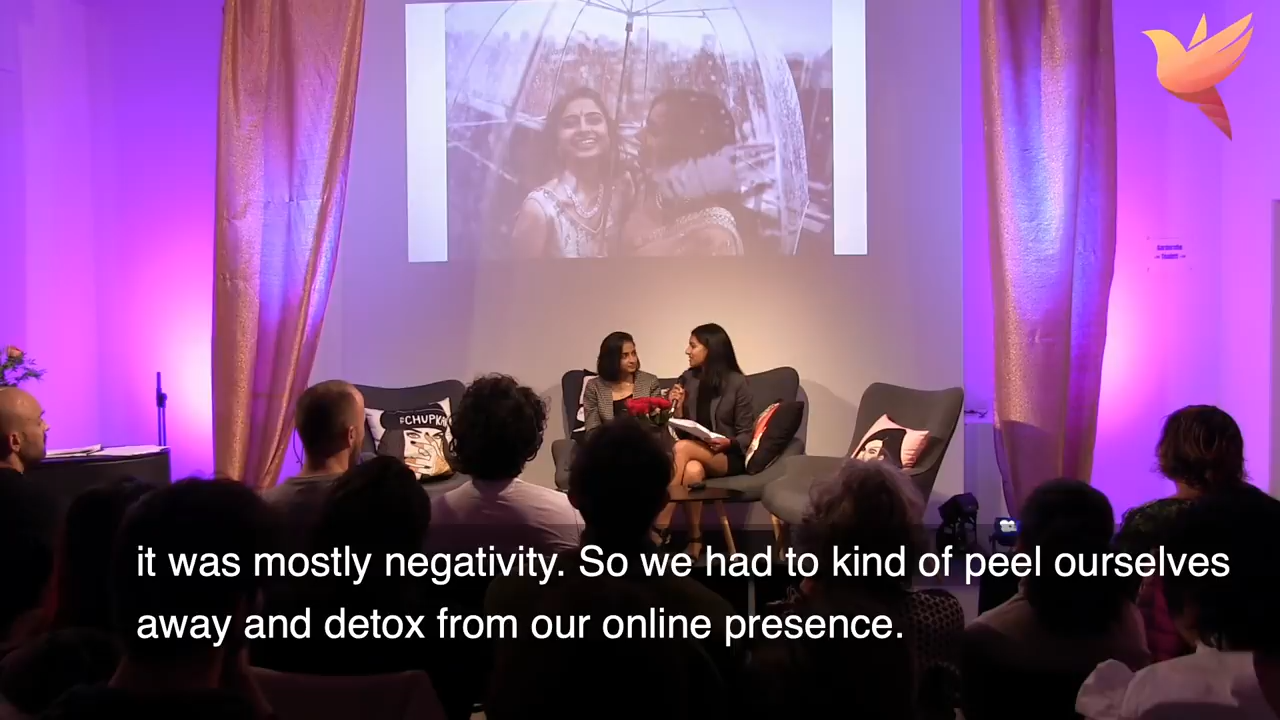 #CHUPKA
it was mostly negativity. So we had to kind of peel ourselves
away and detox from our online presence.